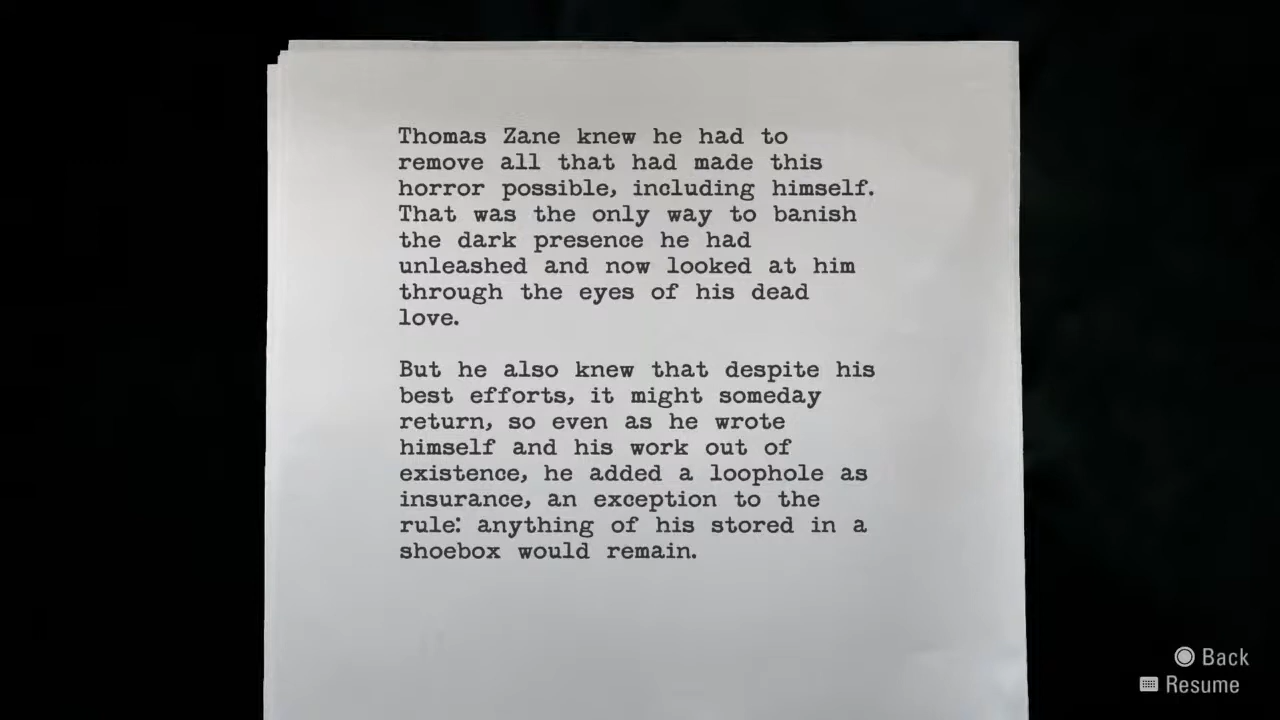 Thomas Zane knew he had to
remove all that had made this
horror possible, including himself.
That was the only way to banish
the dark presence he had
unleashed and now looked at him
through the eyes of his dead
love.
But he also knew that despite his
best efforts, it might someday
return, so even as he wrote
himself and his work out of
existence, he added a loophole as
insurance, an exception to the
rule: anything of his stored in a
shoebox would remain.
Back
Resume